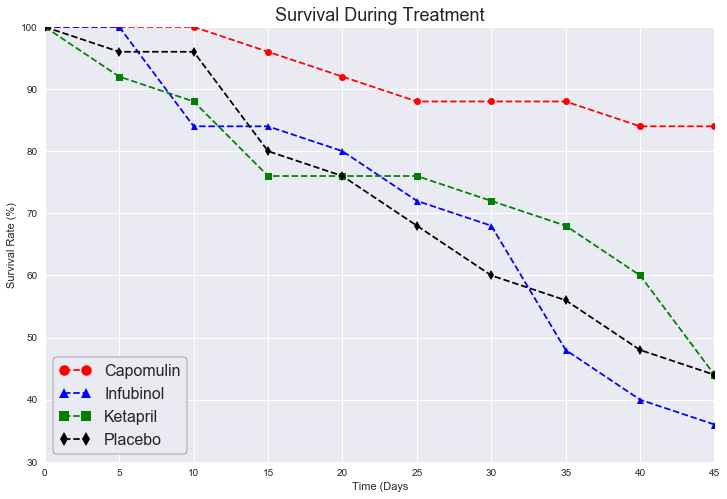 Survival During Treatment
100
90
80
70
60
50
40
30
Survival Rate (%)
Capomulin
Infubinol
Ketapril
Placebo
0 5 10 15 20 25 30 35 40 45
Time (Days